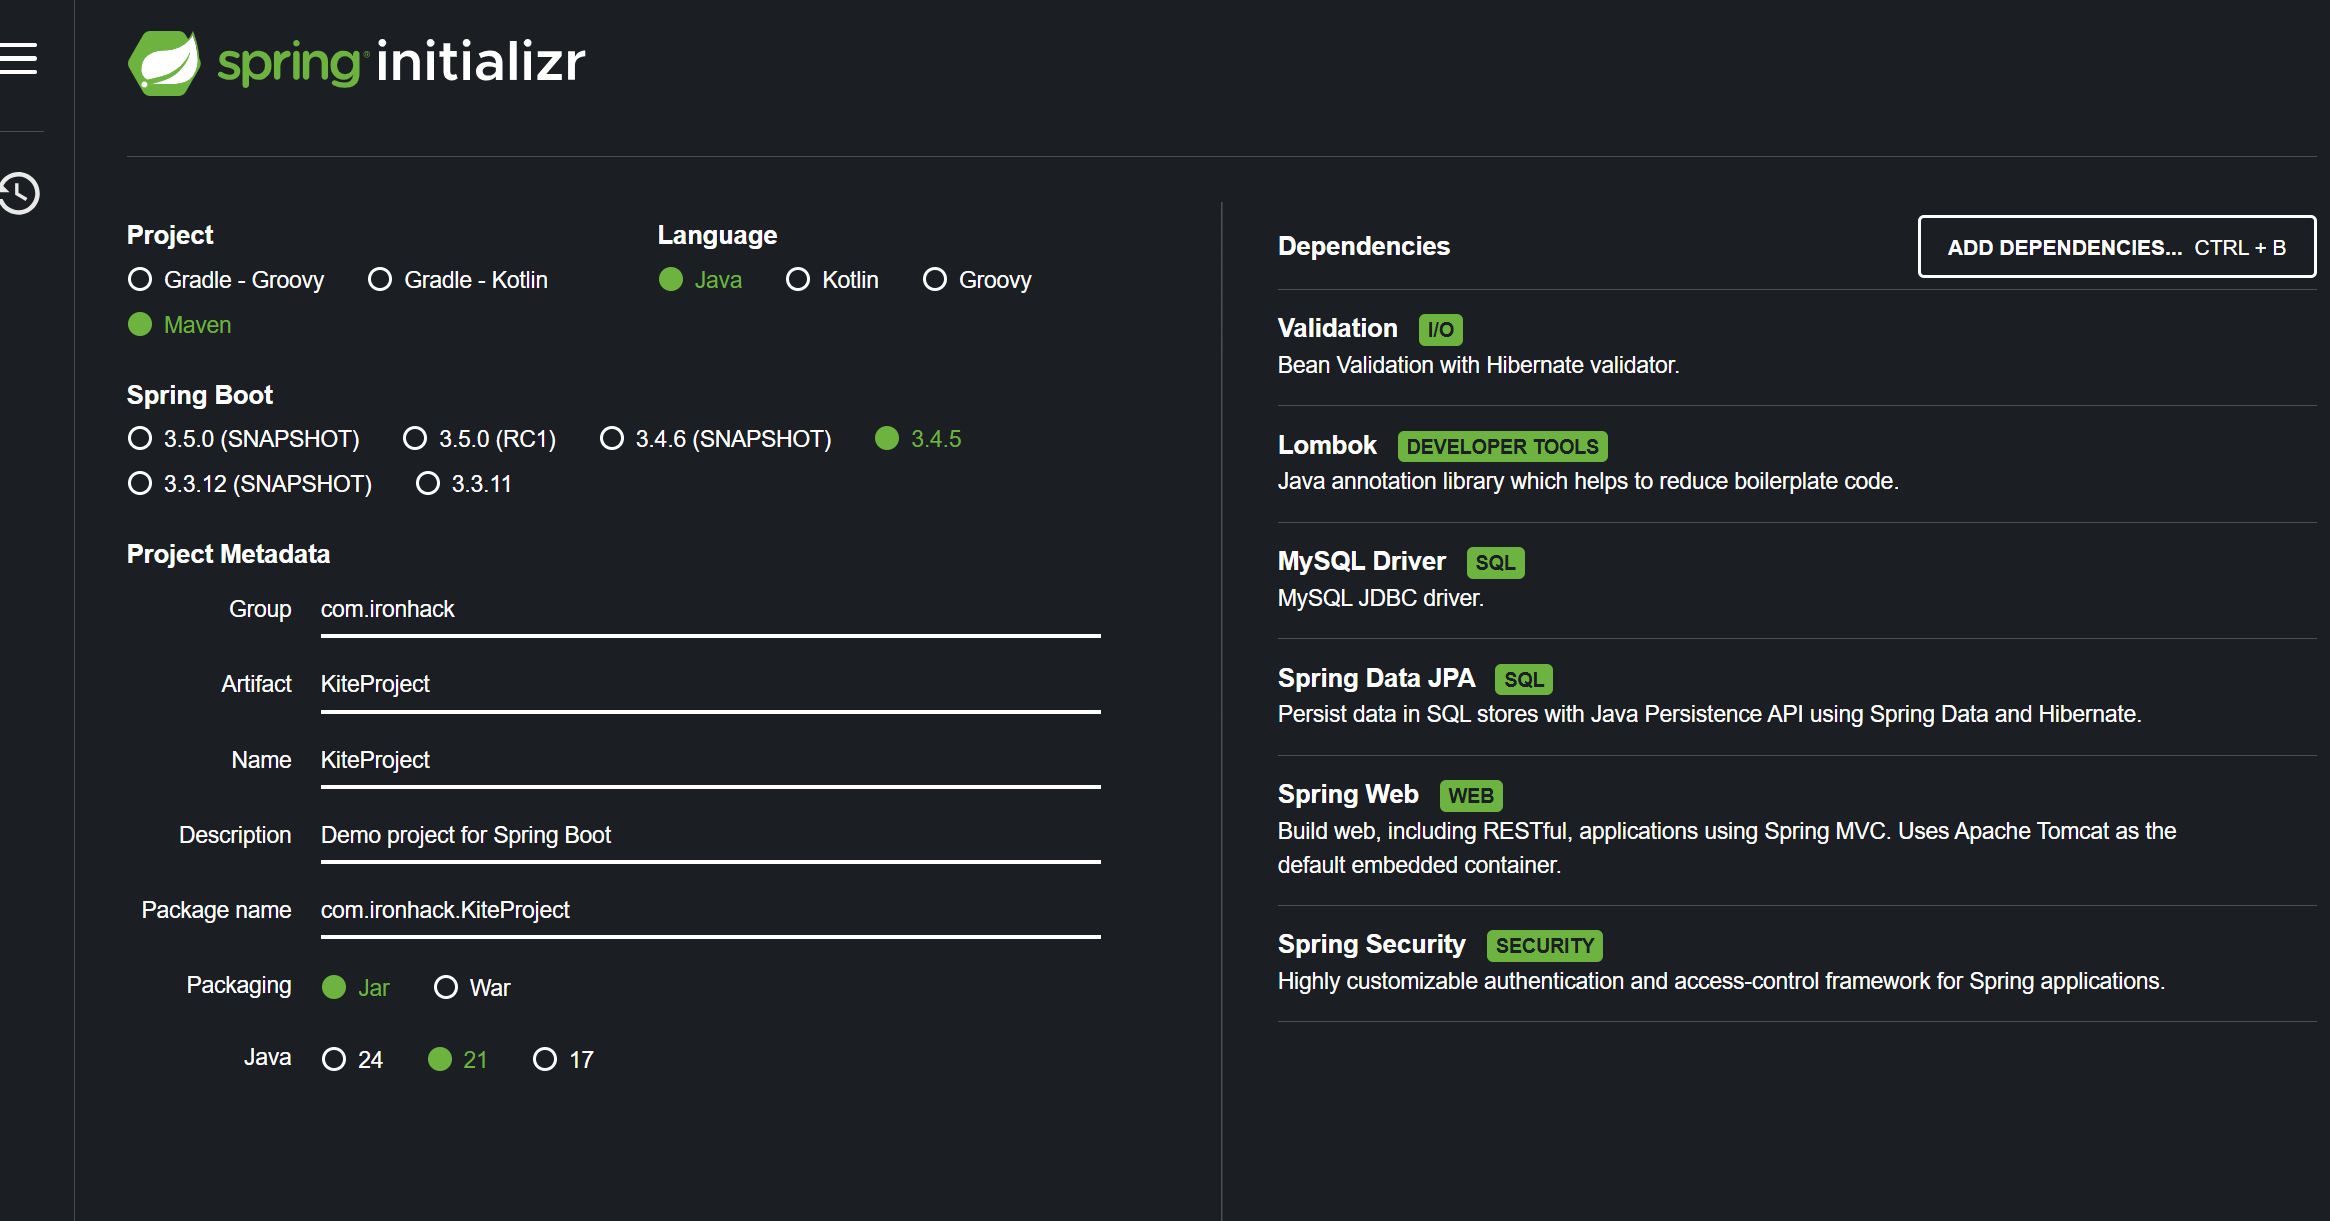 spring initializr
Project
Gradle - Groovy Gradle - Kotlin
Maven
Language
Java Kotlin Groovy
Spring Boot
3.5.0 (SNAPSHOT) 3.5.0 (RC1) 3.4.6 (SNAPSHOT) 3.4.5
3.3.12 (SNAPSHOT) 3.3.11
Project Metadata
Group com.ironhack
Artifact KiteProject
Name KiteProject
Description Demo project for Spring Boot
Package name com.ironhack.KiteProject
Packaging Jar War
Java 24 21 17
Dependencies ADD DEPENDENCIES... CTRL + B
Validation I/O
Bean Validation with Hibernate validator.
Lombok DEVELOPER TOOLS
Java annotation library which helps to reduce boilerplate code.
MySQL Driver SQL
MySQL JDBC driver.
Spring Data JPA SQL
Persist data in SQL stores with Java Persistence API using Spring Data and Hibernate.
Spring Web WEB
Build web, including RESTful, applications using Spring MVC. Uses Apache Tomcat as the
default embedded container.
Spring Security SECURITY
Highly customizable authentication and access-control framework for Spring applications.